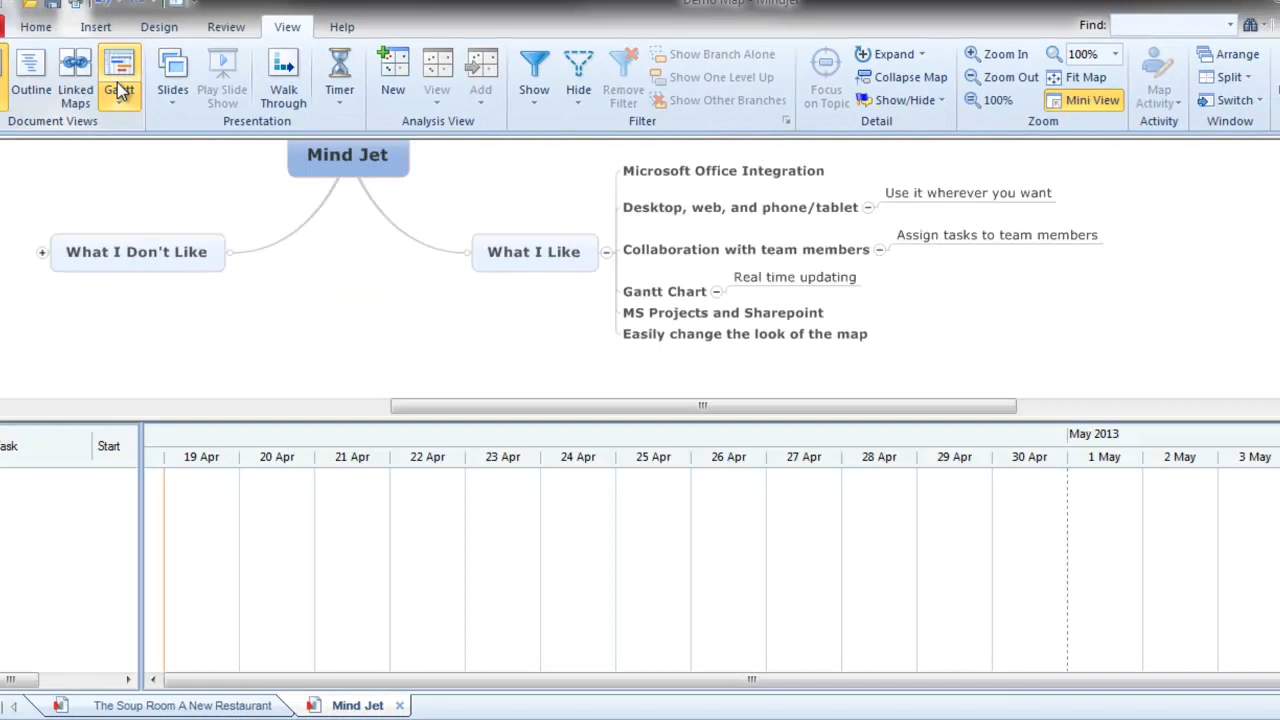 Demo Map - Mindjet
Home Insert Design Review View Help Find:
Outline
Linked Maps
Gantt
Slides
Play Slide Show
Walk Through
Timer
New
View
Add
Show
Hide
Remove Filter
Show Branch Alone
Show One Level Up
Show Other Branches
Focus on Topic
Expand
Collapse Map
Show/Hide
Zoom In
Zoom Out
100%
100%
Fit Map
Mini View
Map Activity
Arrange
Split
Switch
Document Views Presentation Analysis View Filter Detail Zoom Activity Window
Mind Jet
What I Don't Like
What I Like
Microsoft Office Integration
Desktop, web, and phone/tablet
Use it wherever you want
Collaboration with team members
Assign tasks to team members
Gantt Chart
Real time updating
MS Projects and Sharepoint
Easily change the look of the map
ask Start
May 2013
19 Apr 20 Apr 21 Apr 22 Apr 23 Apr 24 Apr 25 Apr 26 Apr 27 Apr 28 Apr 29 Apr 30 Apr 1 May 2 May 3 May
The Soup Room A New Restaurant Mind Jet